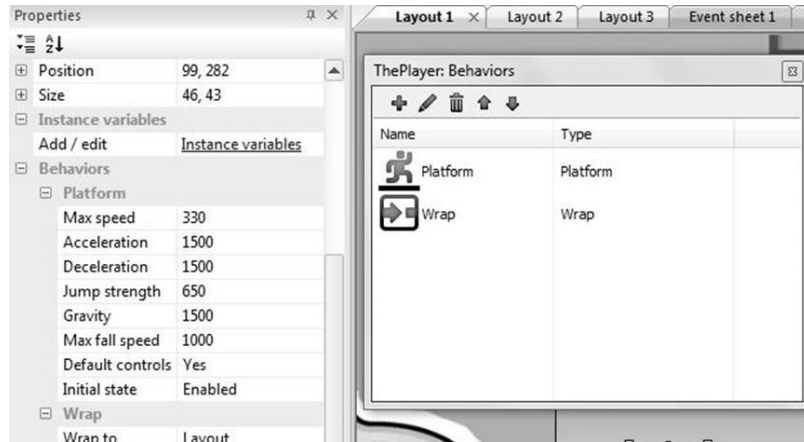 Properties
Position 99, 282
Size 46, 43
Instance variables
Add / edit Instance variables
Behaviors
Platform
Max speed 330
Acceleration 1500
Deceleration 1500
Jump strength 650
Gravity 1500
Max fall speed 1000
Default controls Yes
Initial state Enabled
Wrap
Wrap to Layout
Layout 1 Layout 2 Layout 3 Event sheet 1
ThePlayer: Behaviors
Name Type
Platform Platform
Wrap Wrap